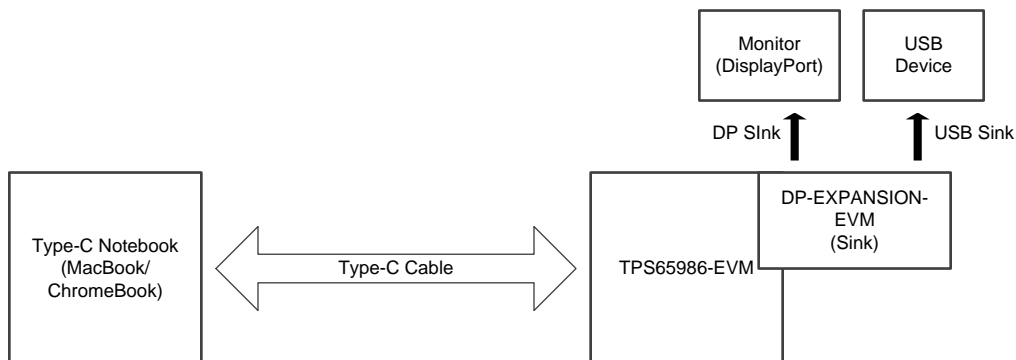 Monitor
(DisplayPort)
USB
Device
DP SInk
USB Sink
DP-EXPANSION-
EVM
(Sink)
Type-C Notebook
(MacBook/
ChromeBook)
Type-C Cable
TPS65986-EVM